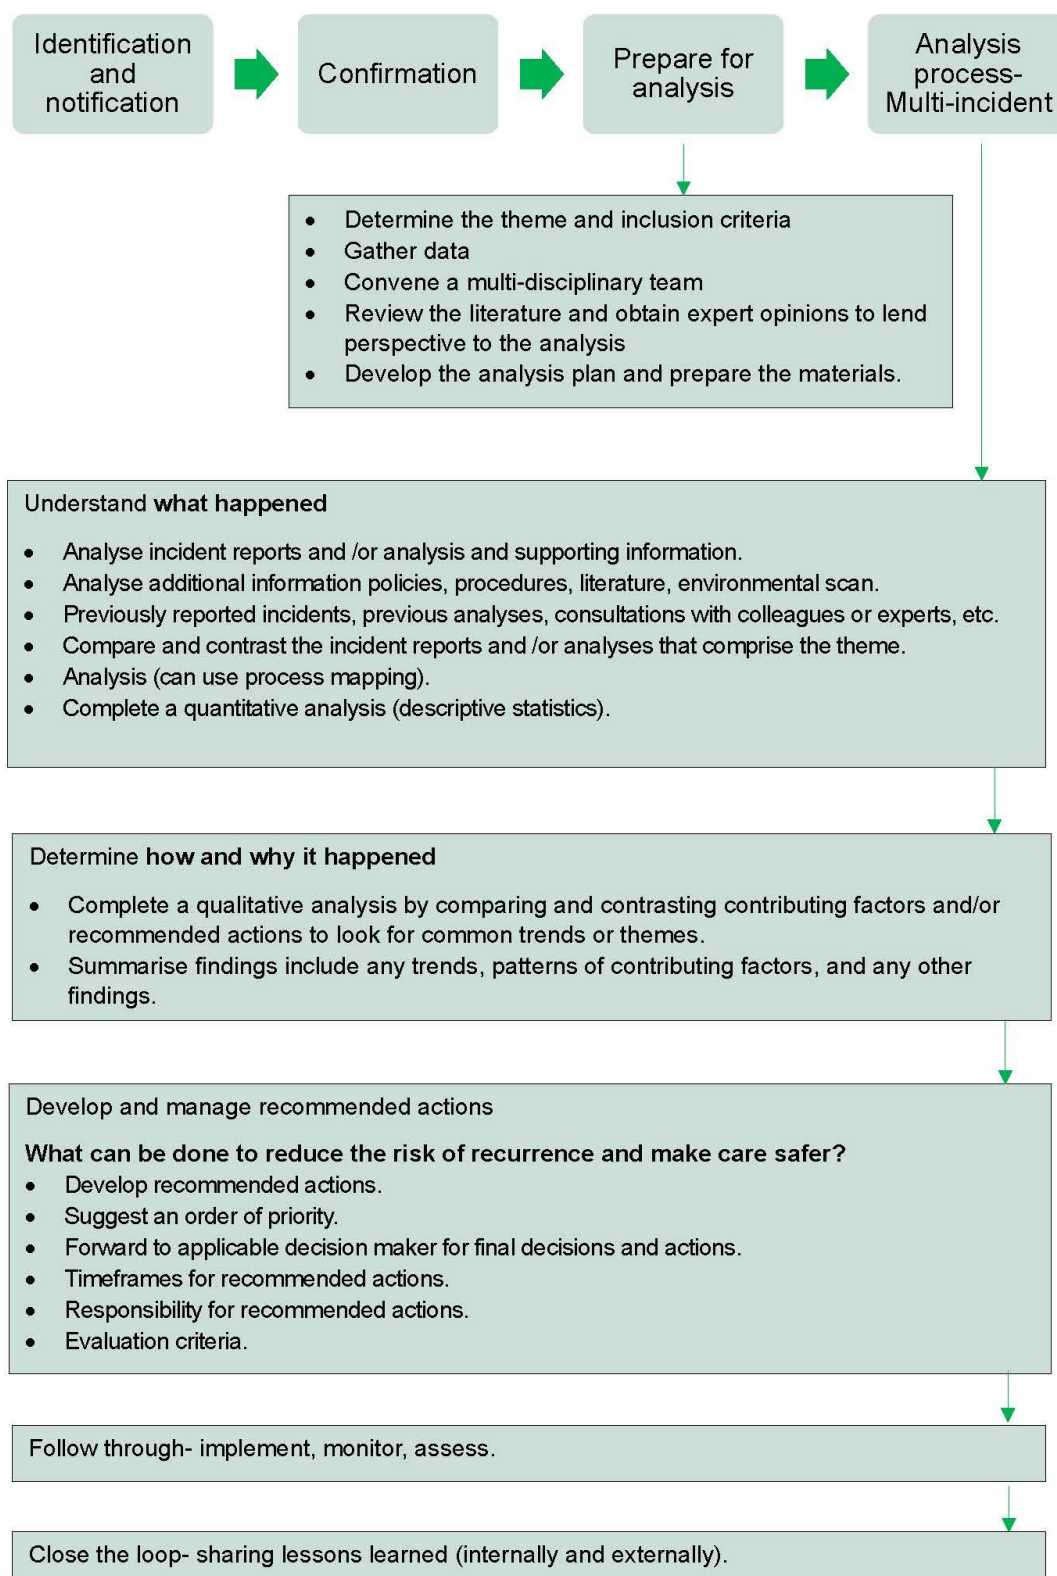 Identification
and
notification
Confirmation
Prepare for
analysis
Analysis
process-
Multi-incident
• Determine the theme and inclusion criteria
• Gather data
• Convene a multi-disciplinary team
• Review the literature and obtain expert opinions to lend
perspective to the analysis
• Develop the analysis plan and prepare the materials.
Understand what happened
• Analyse incident reports and /or analysis and supporting information.
• Analyse additional information policies, procedures, literature, environmental scan.
• Previously reported incidents, previous analyses, consultations with colleagues or experts, etc.
• Compare and contrast the incident reports and /or analyses that comprise the theme.
• Analysis (can use process mapping).
• Complete a quantitative analysis (descriptive statistics).
Determine how and why it happened
• Complete a qualitative analysis by comparing and contrasting contributing factors and/or
recommended actions to look for common trends or themes.
• Summarise findings include any trends, patterns of contributing factors, and any other
findings.
Develop and manage recommended actions
What can be done to reduce the risk of recurrence and make care safer?
• Develop recommended actions.
• Suggest an order of priority.
• Forward to applicable decision maker for final decisions and actions.
• Timeframes for recommended actions.
• Responsibility for recommended actions.
• Evaluation criteria.
Follow through- implement, monitor, assess.
Close the loop- sharing lessons learned (internally and externally).